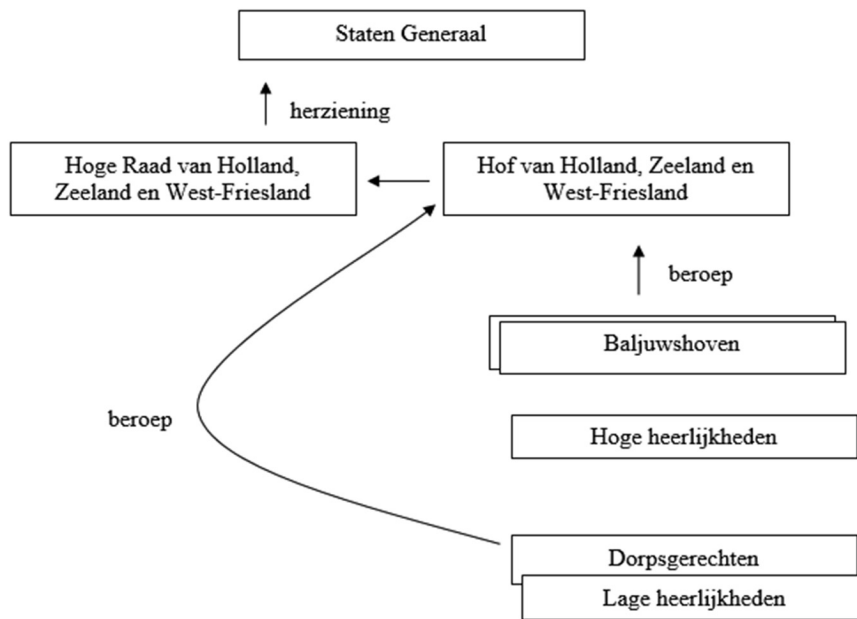 Staten Generaal
herziening
Hoge Raad van Holland,
Zeeland en West-Friesland
Hof van Holland, Zeeland en
West-Friesland
beroep
Baljuwshoven
beroep
Hoge heerlijkheden
Dorpsgerechten
Lage heerlijkheden